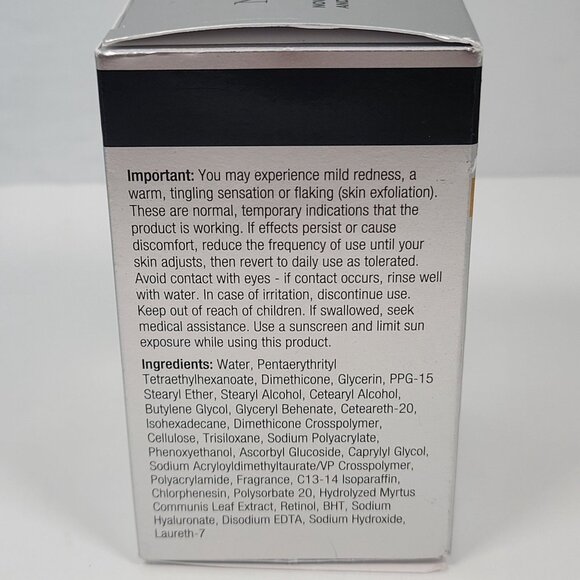 Important: You may experience mild redness, a
warm, tingling sensation or flaking (skin exfoliation).
These are normal, temporary indications that the
product is working. If effects persist or cause
discomfort, reduce the frequency of use until your
skin adjusts, then revert to daily use as tolerated.
Avoid contact with eyes - if contact occurs, rinse well
with water. In case of irritation, discontinue use.
Keep out of reach of children. If swallowed, seek
medical assistance. Use a sunscreen and limit sun
exposure while using this product.
Ingredients: Water, Pentaerythrityl
Tetraethylhexanoate, Dimethicone, Glycerin, PPG-15
Stearyl Ether, Stearyl Alcohol, Cetearyl Alcohol,
Butylene Glycol, Glyceryl Behenate, Ceteareth-20,
Isohexadecane, Dimethicone Crosspolymer,
Cellulose, Trisiloxane, Sodium Polyacrylate,
Phenoxyethanol, Ascorbyl Glucoside, Caprylyl Glycol,
Sodium Acryloyldimethyltaurate/VP Crosspolymer,
Polyacrylamide, Fragrance, C13-14 Isoparaffin,
Chlorphenesin, Polysorbate 20, Hydrolyzed Myrtus
Communis Leaf Extract, Retinol, BHT, Sodium
Hyaluronate, Disodium EDTA, Sodium Hydroxide,
Laureth-7